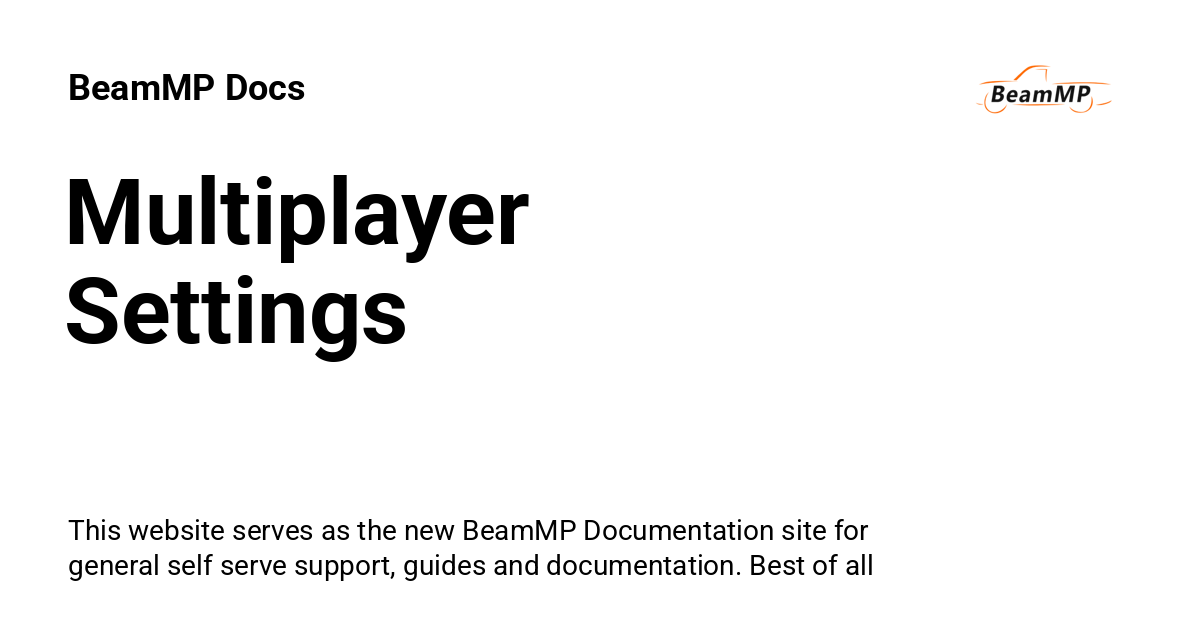 BeamMP Docs
BeamMP
Multiplayer
Settings
This website serves as the new BeamMP Documentation site for
general self serve support, guides and documentation. Best of all